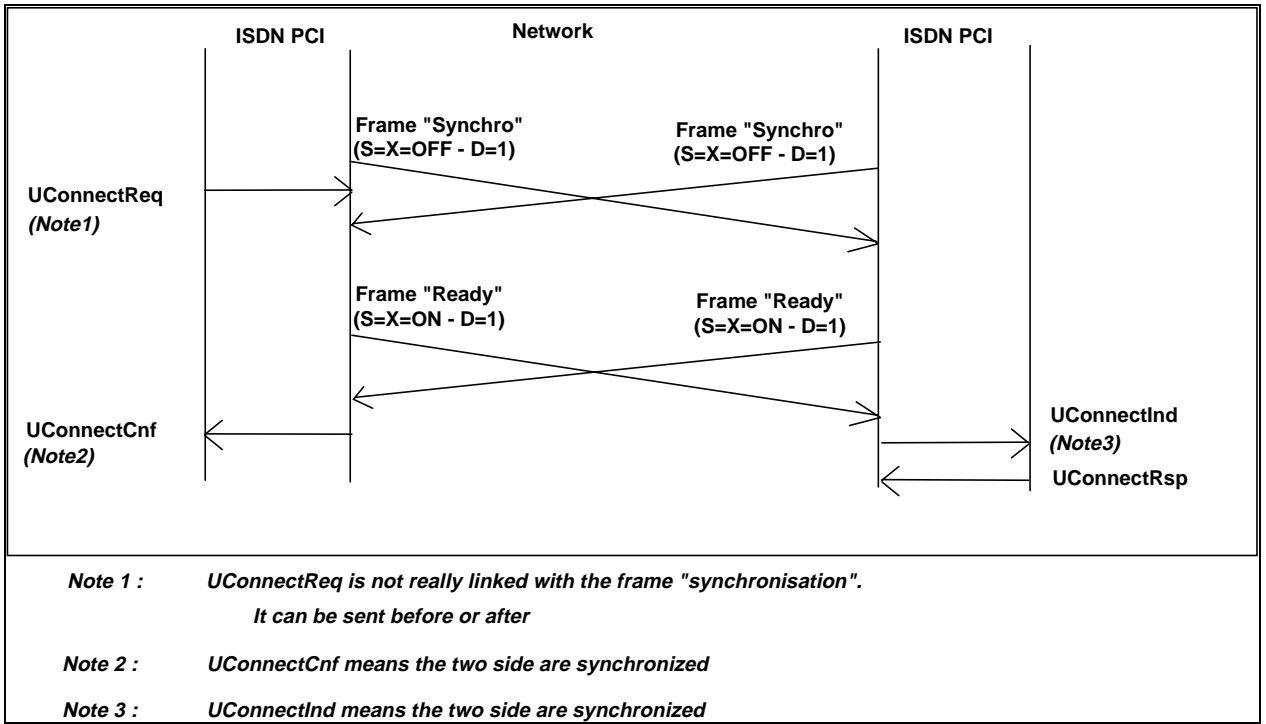 ISDN PCI
Network
ISDN PCI
Frame "Synchro"
(S=X=OFF - D=1)
Frame "Synchro"
(S=X=OFF - D=1)
UConnectReq
(Note1)
Frame "Ready"
(S=X=ON - D=1)
Frame "Ready"
(S=X=ON - D=1)
UConnectCnf
(Note2)
UConnectInd
(Note3)
UConnectRsp
Note 1 : UConnectReq is not really linked with the frame "synchronisation".
It can be sent before or after
Note 2 : UConnectCnf means the two side are synchronized
Note 3 : UConnectInd means the two side are synchronized